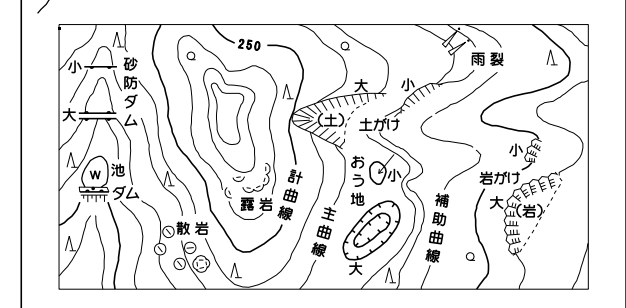 250
小
砂防ダム
大
池
W
ダム
散岩
露岩
計曲線
主曲線
大
小
(土)
土がけ
雨裂
おう地
小
大
補助曲線
小
岩がけ
大
(岩)